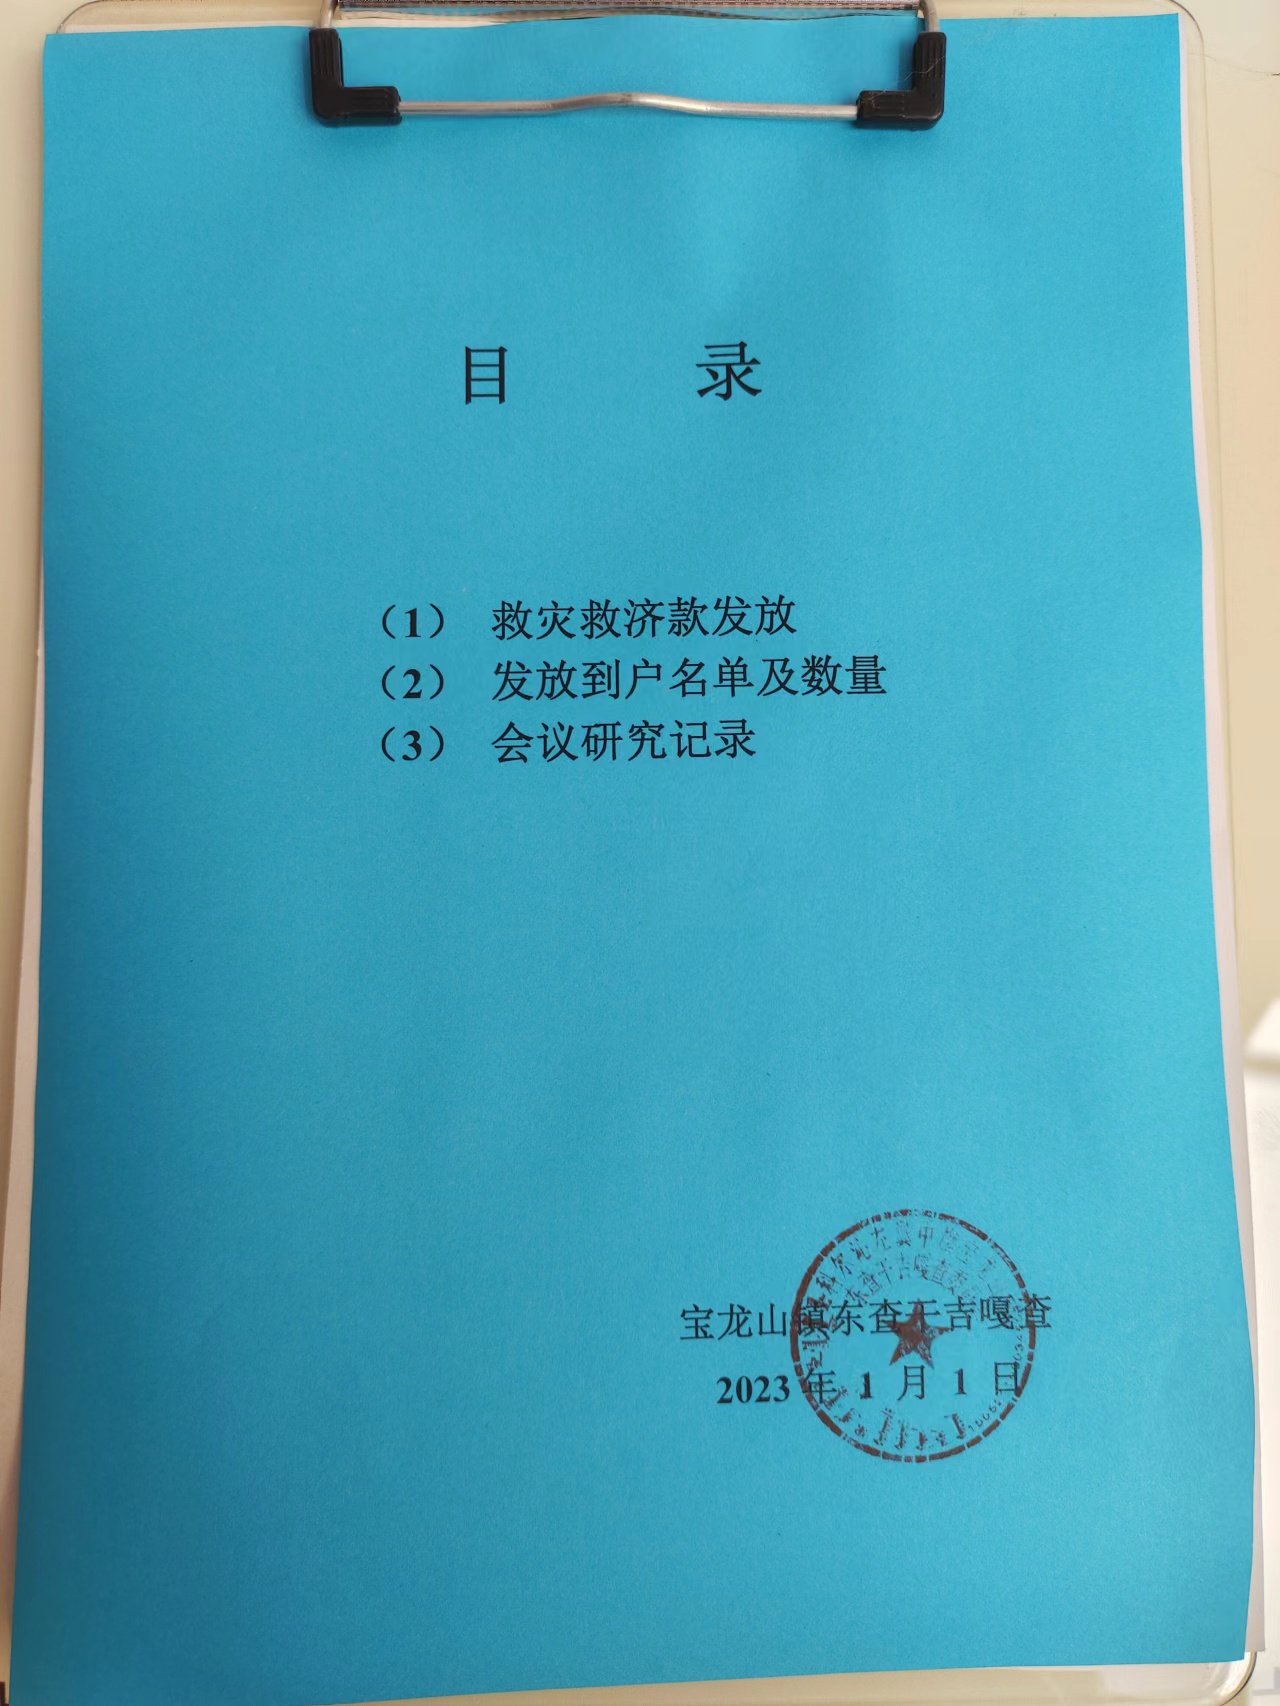 目 录
（1） 救灾救济款发放
（2） 发放到户名单及数量
（3） 会议研究记录
宝龙山镇东查干吉嘎查
2023 年 1 月 1 日